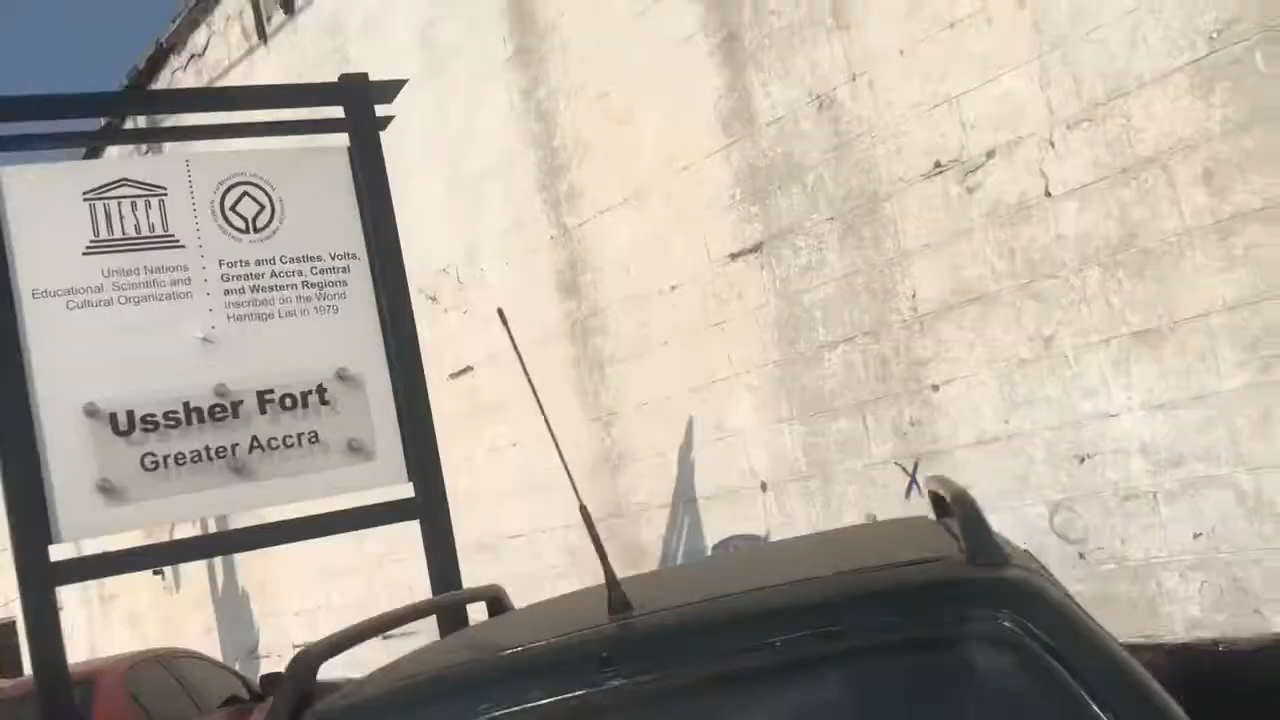 UNESCO
United Nations
Educational, Scientific and
Cultural Organization
Forts and Castles, Volta,
Greater Accra, Central
and Western Regions
inscribed on the World
Heritage List in 1979
Ussher Fort
Greater Accra
X